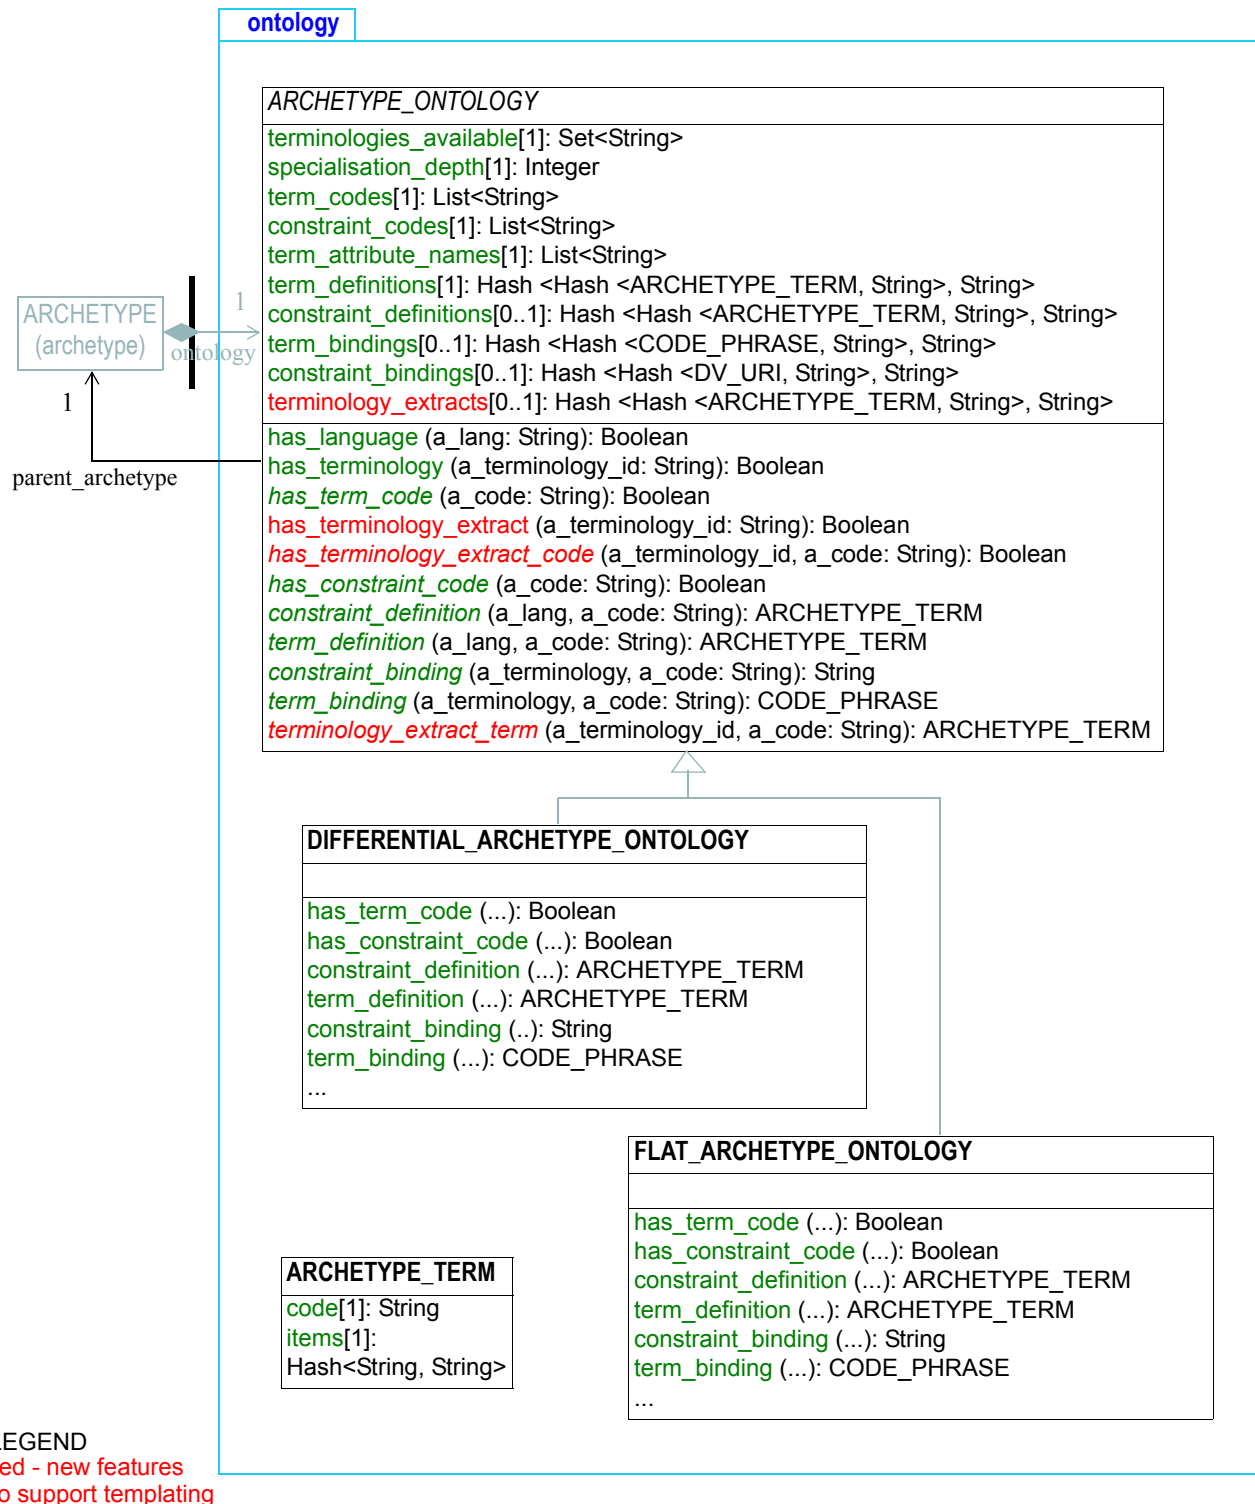 ontology
ARCHETYPE_ONTOLOGY
terminologies_available[1]: Set<String>
specialisation_depth[1]: Integer
term_codes[1]: List<String>
constraint_codes[1]: List<String>
term_attribute_names[1]: List<String>
term_definitions[1]: Hash <Hash <ARCHETYPE_TERM, String>, String>
constraint_definitions[0..1]: Hash <Hash <ARCHETYPE_TERM, String>, String>
term_bindings[0..1]: Hash <Hash <CODE_PHRASE, String>, String>
constraint_bindings[0..1]: Hash <Hash <DV_URI, String>, String>
terminology_extracts[0..1]: Hash <Hash <ARCHETYPE_TERM, String>, String>
has_language (a_lang: String): Boolean
has_terminology (a_terminology_id: String): Boolean
has_term_code (a_code: String): Boolean
has_terminology_extract (a_terminology_id: String): Boolean
has_terminology_extract_code (a_terminology_id, a_code: String): Boolean
has_constraint_code (a_code: String): Boolean
constraint_definition (a_lang, a_code: String): ARCHETYPE_TERM
term_definition (a_lang, a_code: String): ARCHETYPE_TERM
constraint_binding (a_terminology, a_code: String): String
term_binding (a_terminology, a_code: String): CODE_PHRASE
terminology_extract_term (a_terminology_id, a_code: String): ARCHETYPE_TERM
ARCHETYPE
(archetype)
1
ontology
1
parent_archetype
DIFFERENTIAL_ARCHETYPE_ONTOLOGY
has_term_code (...): Boolean
has_constraint_code (...): Boolean
constraint_definition (...): ARCHETYPE_TERM
term_definition (...): ARCHETYPE_TERM
constraint_binding (..): String
term_binding (...): CODE_PHRASE
...
FLAT_ARCHETYPE_ONTOLOGY
has_term_code (...): Boolean
has_constraint_code (...): Boolean
constraint_definition (...): ARCHETYPE_TERM
term_definition (...): ARCHETYPE_TERM
constraint_binding (...): String
term_binding (...): CODE_PHRASE
...
ARCHETYPE_TERM
code[1]: String
items[1]:
Hash<String, String>
LEGEND
ed - new features
o support templating